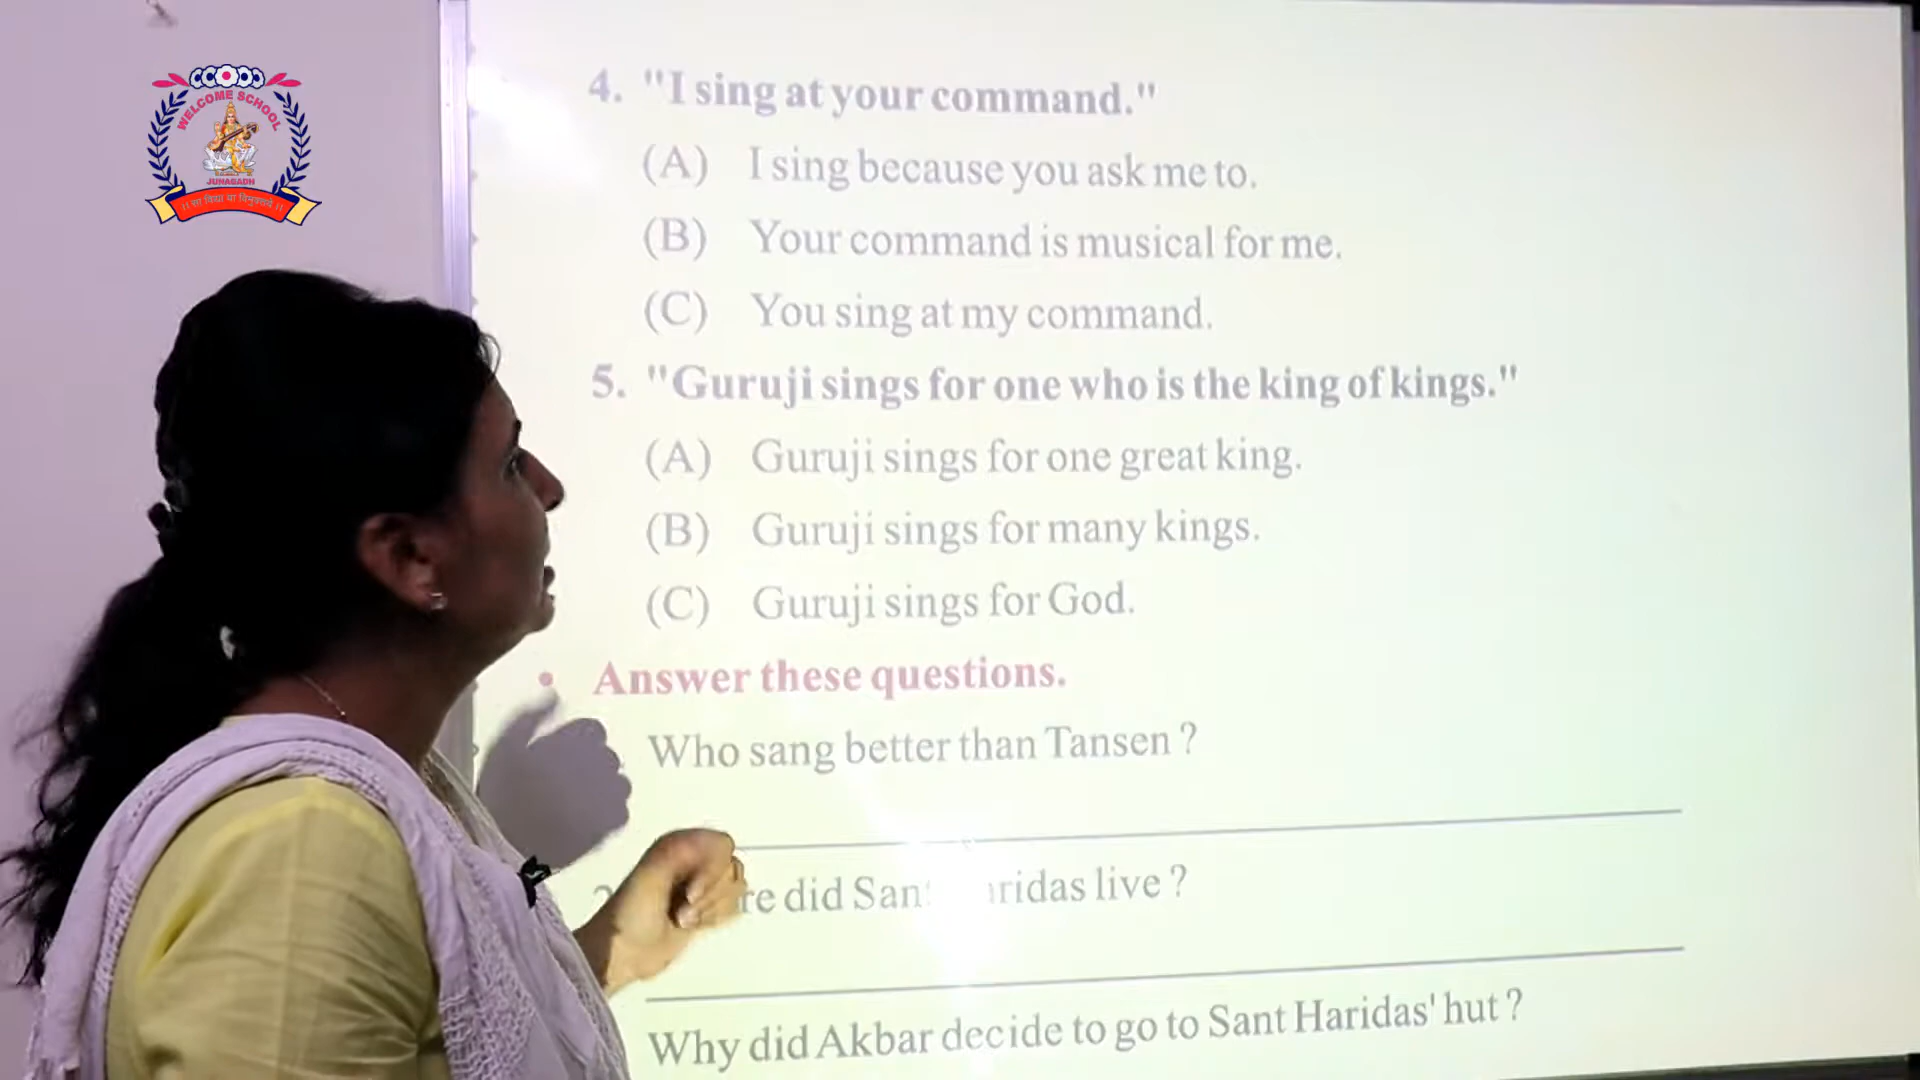 WELCOME SCHOOL
JUNAGADH
।। सा विद्या या विमुक्तये ।।
4. "I sing at your command."
(A) I sing because you ask me to.
(B) Your command is musical for me.
(C) You sing at my command.
5. "Guruji sings for one who is the king of kings."
(A) Guruji sings for one great king.
(B) Guruji sings for many kings.
(C) Guruji sings for God.
• Answer these questions.
Who sang better than Tansen ?
did live ?
Why did Akbar decide to go to Sant Haridas' hut ?